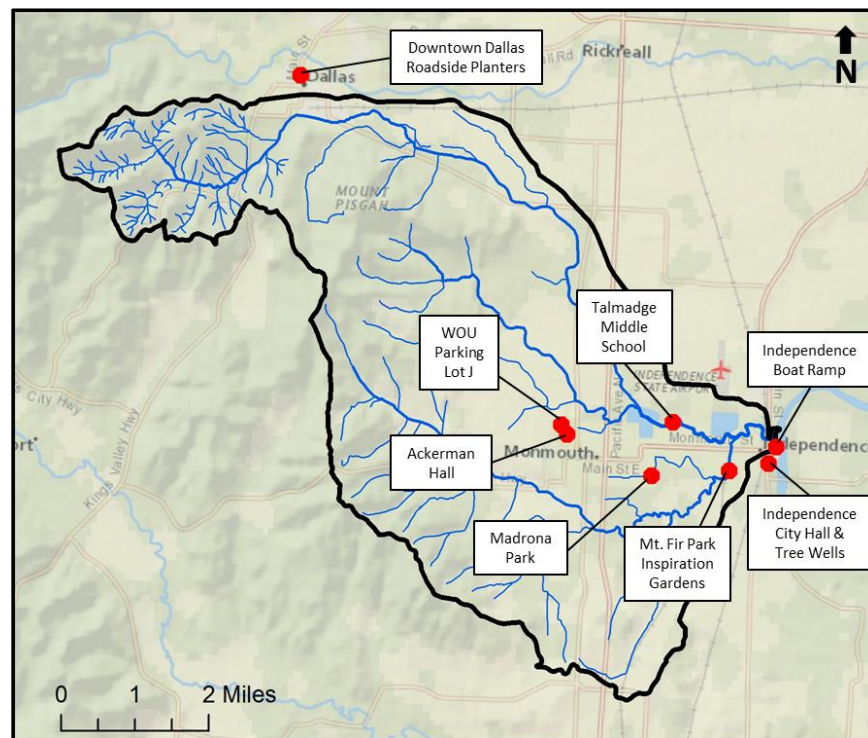 Downtown Dallas
Roadside Planters
Rickreall
N
Dallas
MOUNT
PISGAH
Talmadge
Middle
School
WOU
Parking
Lot J
Independence
Boat Ramp
INDEPENDENCE
STATE AIRPORT
Pacific Ave N
Kings Valley Hwy
Ackerman
Hall
Monmouth
Independence
Main St E
Madrona
Park
Mt. Fir Park
Inspiration
Gardens
Independence
City Hall &
Tree Wells
0 1 2 Miles